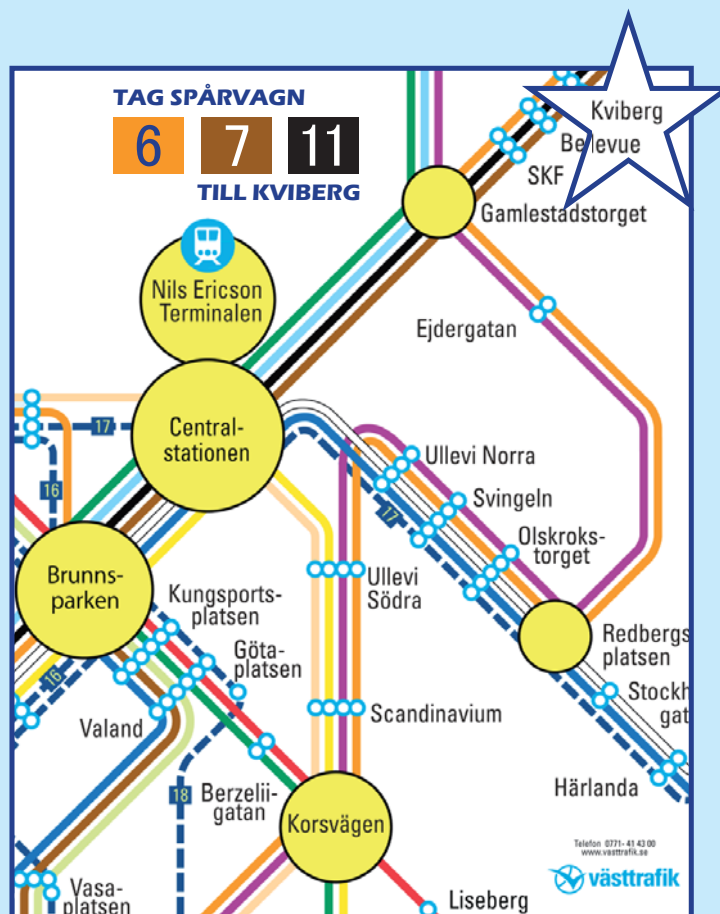 TAG SPÅRVAGN
6 7 11
TILL KVIBERG
Kviberg
Bellevue
SKF
Gamlestadstorget
Nils Ericson
Terminalen
Ejdergatan
Central-
stationen
17
16
Ullevi Norra
Svingeln
17
Olskroks-
torget
Brunns-
parken
Kungsports-
platsen
Ullevi
Södra
Redbergs
platsen
Göta-
platsen
16
Stockh
gat
Valand
Scandinavium
18
Berzelii-
gatan
Härlanda
Korsvägen
Telefon 0771- 41 43 00
www.vasttrafik.se
västtrafik
Vasa-
platsen
Liseberg